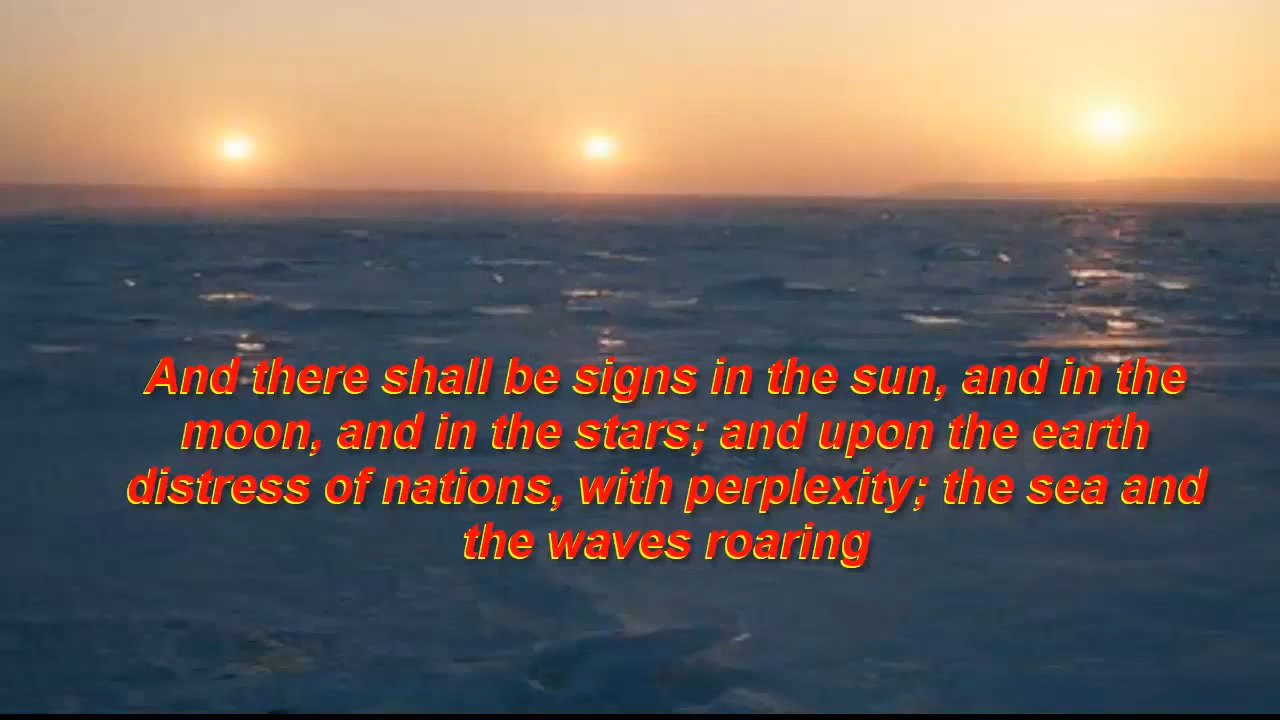 And there shall be signs in the sun, and in the
moon, and in the stars; and upon the earth
distress of nations, with perplexity; the sea and
the waves roaring